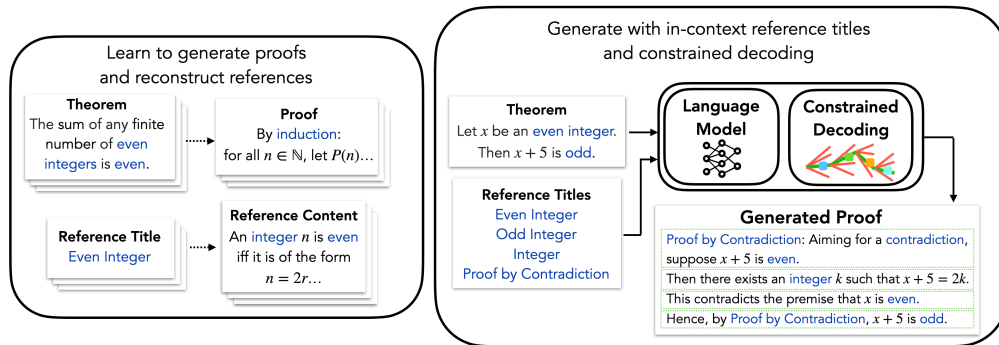 Learn to generate proofs
and reconstruct references
Theorem
The sum of any finite
number of even
integers is even.
Proof
By induction:
for all n ∈ ℕ, let P(n)…
Reference Title
Even Integer
Reference Content
An integer n is even
iff it is of the form
n = 2r…
Generate with in-context reference titles
and constrained decoding
Theorem
Let x be an even integer.
Then x + 5 is odd.
Reference Titles
Even Integer
Odd Integer
Integer
Proof by Contradiction
Language
Model
Constrained
Decoding
Generated Proof
Proof by Contradiction: Aiming for a contradiction,
suppose x + 5 is even.
Then there exists an integer k such that x + 5 = 2k.
This contradicts the premise that x is even.
Hence, by Proof by Contradiction, x + 5 is odd.